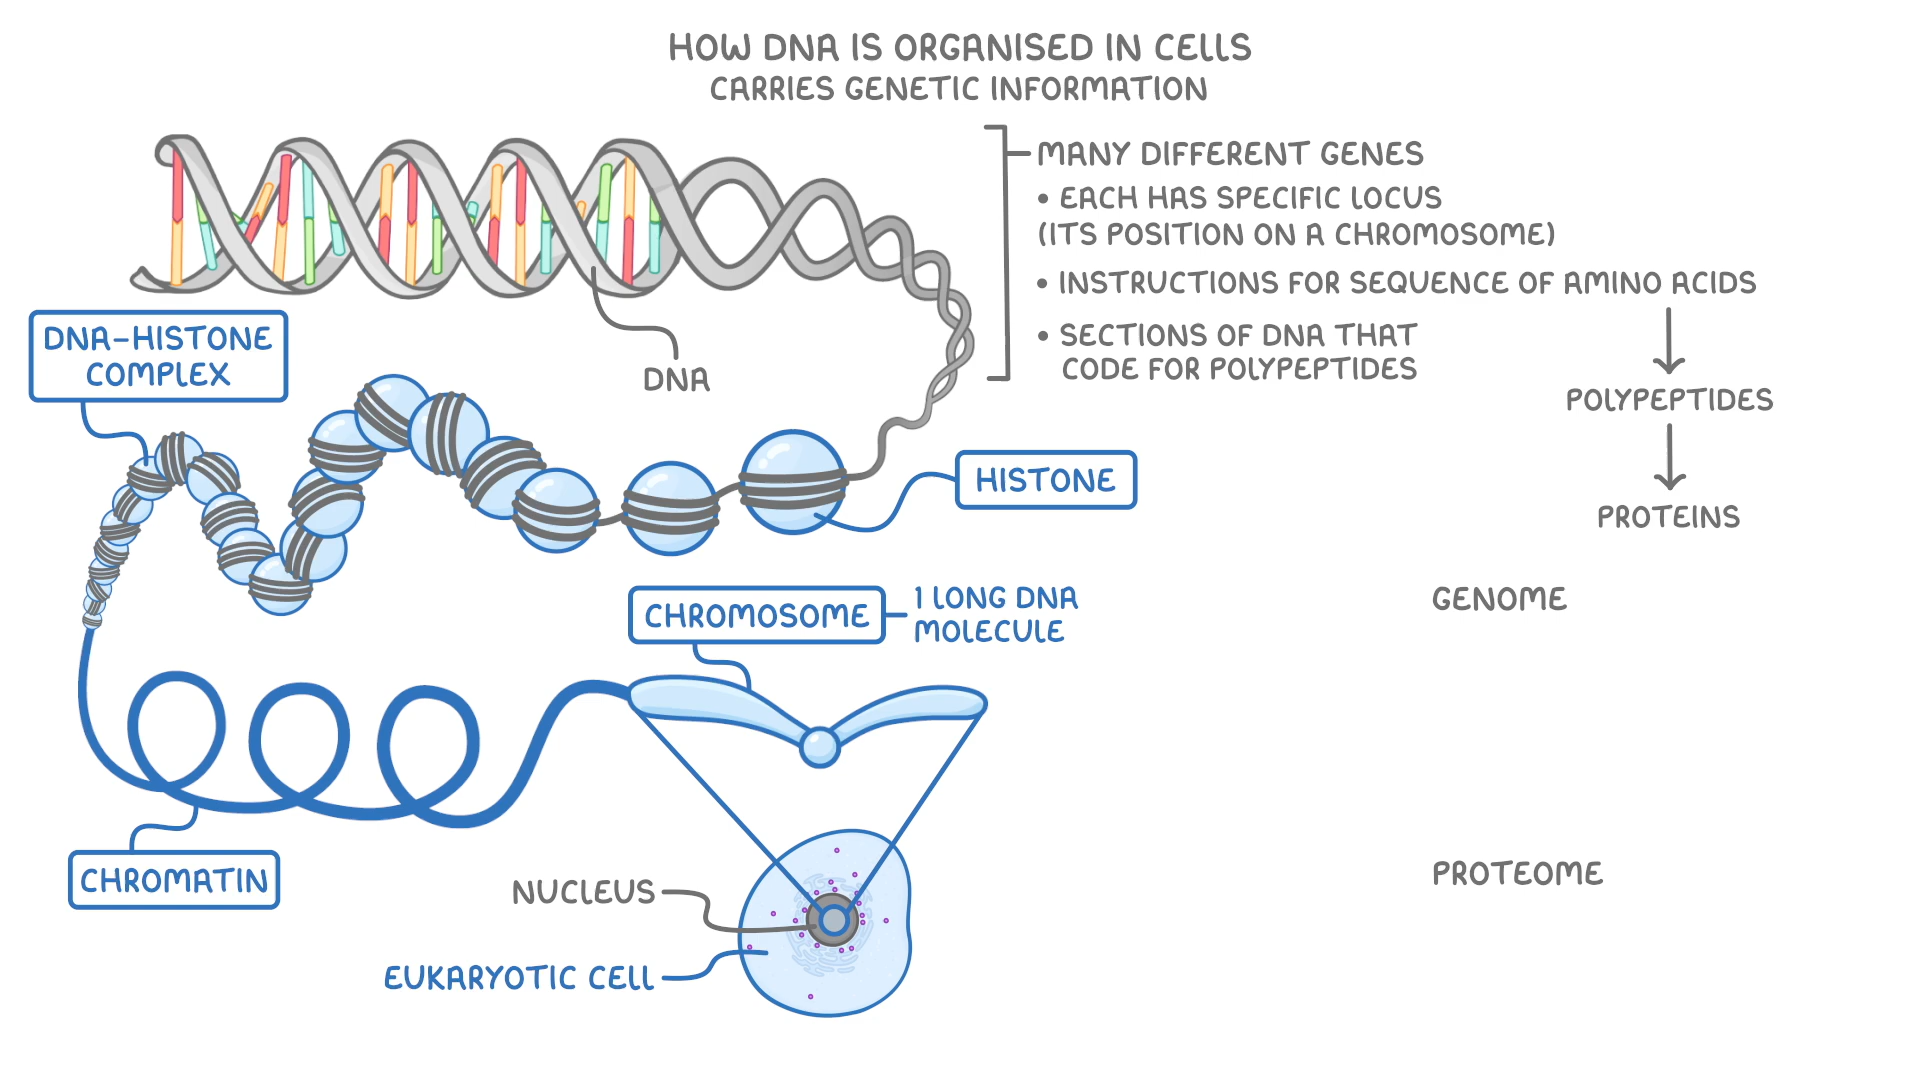 HOW DNA IS ORGANISED IN CELLS
CARRIES GENETIC INFORMATION
MANY DIFFERENT GENES
• EACH HAS SPECIFIC LOCUS
(ITS POSITION ON A CHROMOSOME)
• INSTRUCTIONS FOR SEQUENCE OF AMINO ACIDS
• SECTIONS OF DNA THAT
CODE FOR POLYPEPTIDES
POLYPEPTIDES
PROTEINS
DNA-HISTONE
COMPLEX
DNA
HISTONE
CHROMOSOME
1 LONG DNA
MOLECULE
GENOME
CHROMATIN
NUCLEUS
EUKARYOTIC CELL
PROTEOME